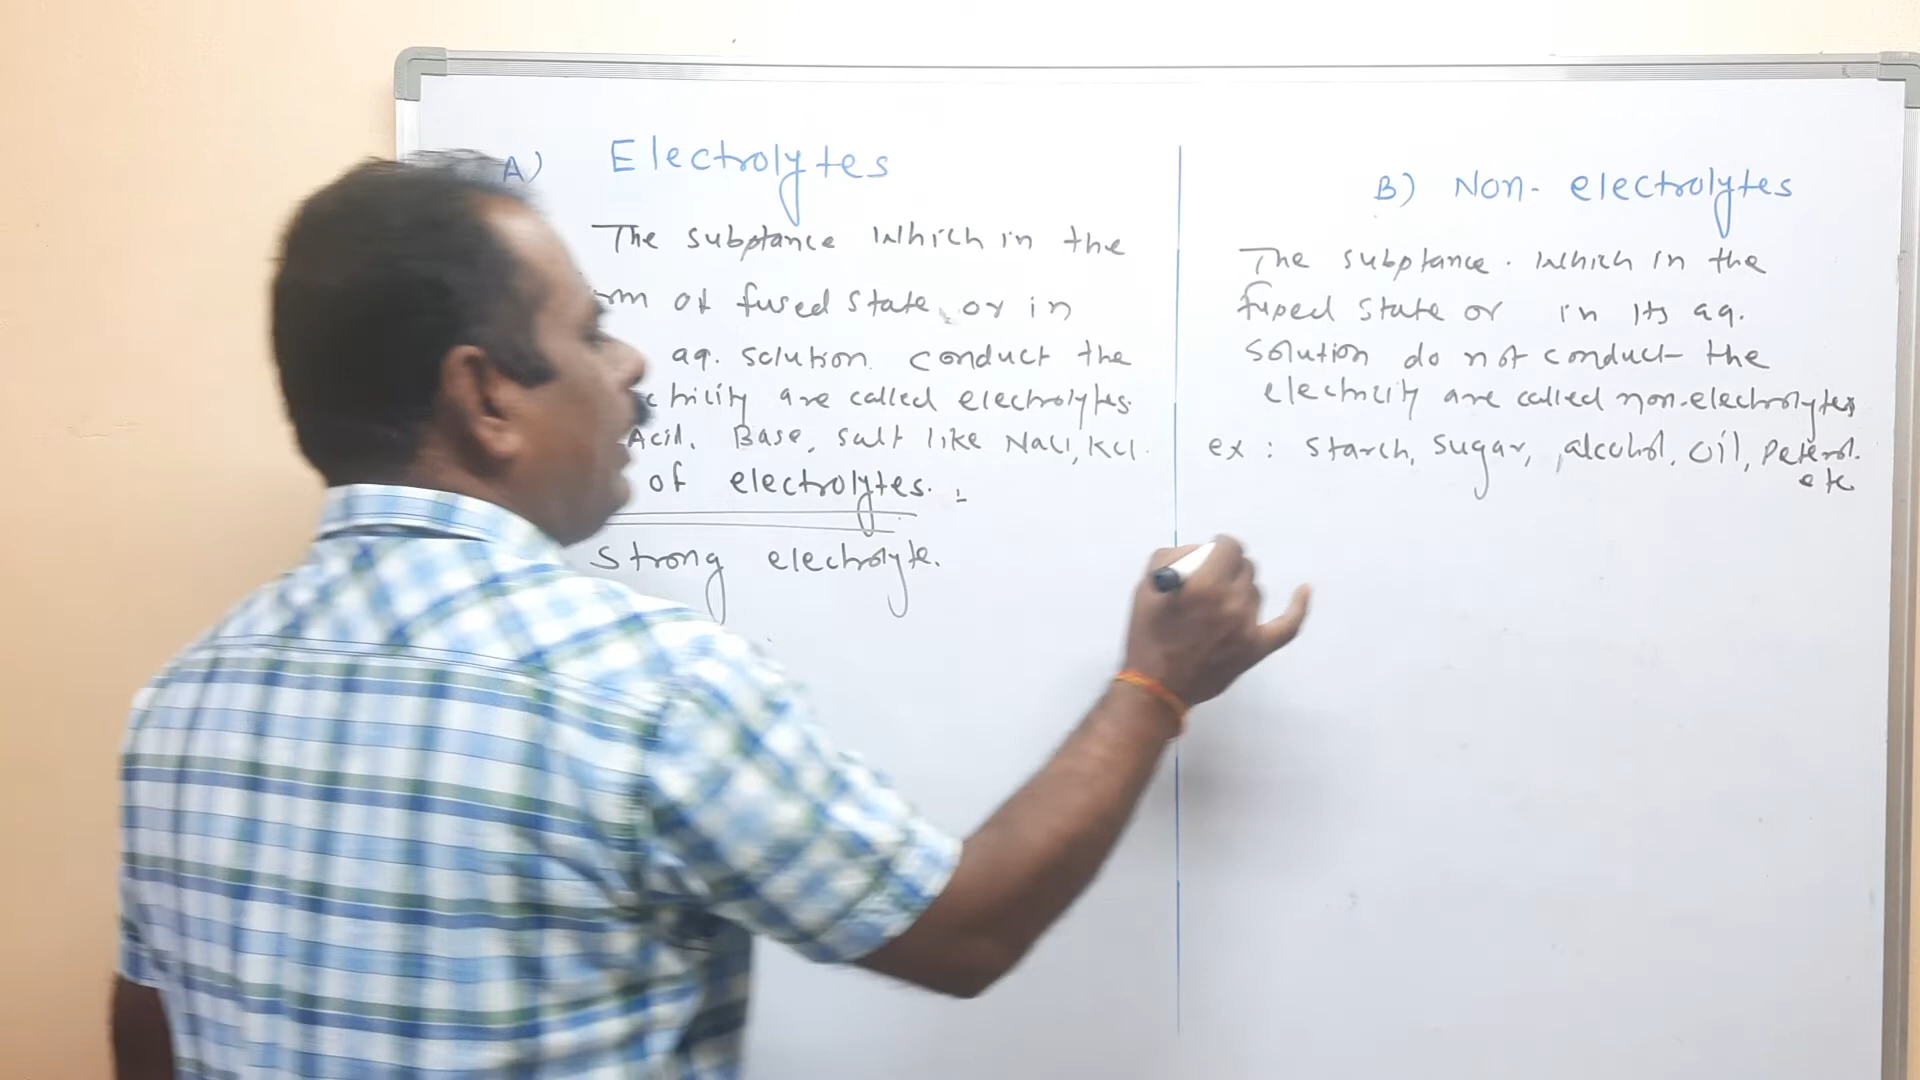 A) Electrolytes
The substance which in the
of fused state or in
aq. solution conduct the
are called electrolytes.
Acid, Base, salt like NaCl, KCl.
of electrolytes. :
strong electrolyte.
B) Non-electrolytes
The substance. which in the
fused state or in its aq.
solution do not conduct the
electricity are called non-electrolytes
ex : starch, sugar, alcohol, oil, peterol.
etc